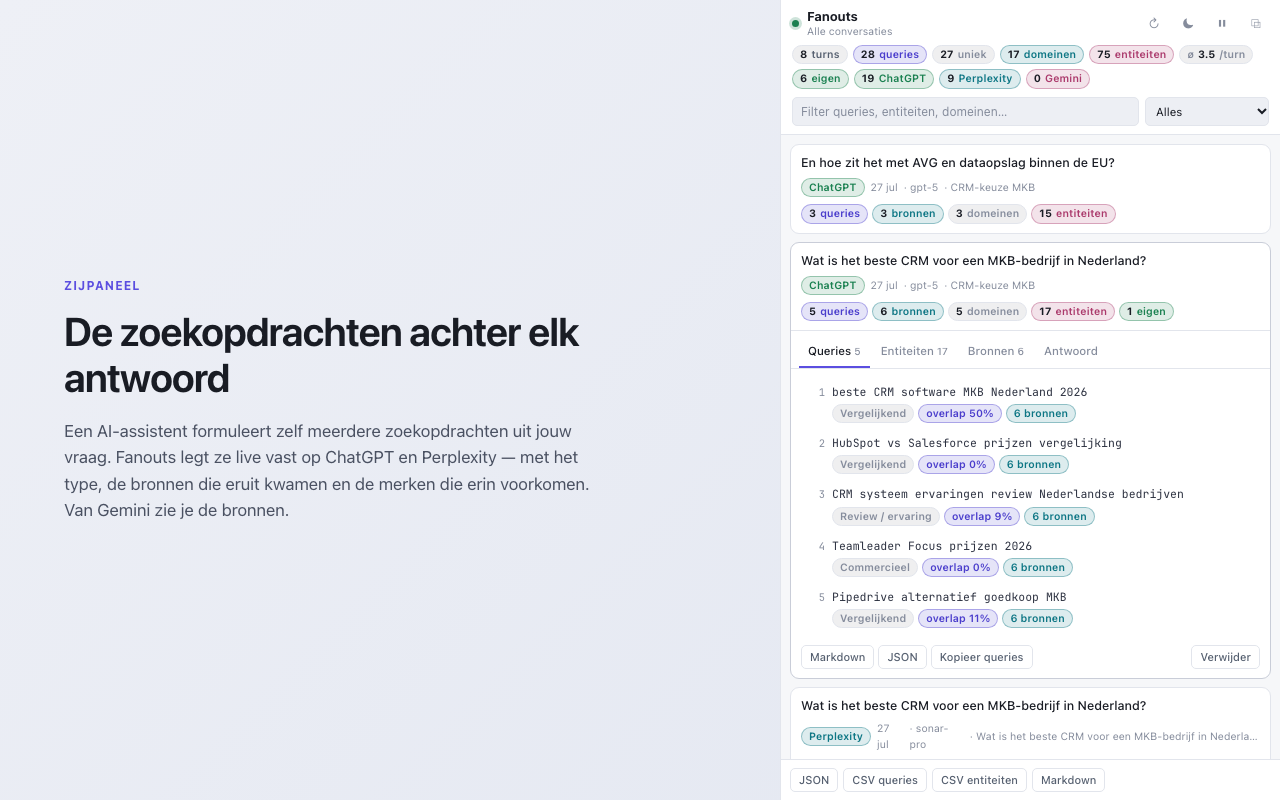 ZIJPANEEL
De zoekopdrachten achter elk
antwoord
Een AI-assistent formuleert zelf meerdere zoekopdrachten uit jouw
vraag. Fanouts legt ze live vast op ChatGPT en Perplexity — met het
type, de bronnen die eruit kwamen en de merken die erin voorkomen.
Van Gemini zie je de bronnen.
Fanouts
Alle conversaties
8 turns 28 queries 27 uniek 17 domeinen 75 entiteiten ø 3.5 /turn
6 eigen 19 ChatGPT 9 Perplexity 0 Gemini
Filter queries, entiteiten, domeinen... Alles
En hoe zit het met AVG en dataopslag binnen de EU?
ChatGPT 27 jul · gpt-5 · CRM-keuze MKB
3 queries 3 bronnen 3 domeinen 15 entiteiten
Wat is het beste CRM voor een MKB-bedrijf in Nederland?
ChatGPT 27 jul · gpt-5 · CRM-keuze MKB
5 queries 6 bronnen 5 domeinen 17 entiteiten 1 eigen
Queries 5 Entiteiten 17 Bronnen 6 Antwoord
1 beste CRM software MKB Nederland 2026
Vergelijkend overlap 50% 6 bronnen
2 HubSpot vs Salesforce prijzen vergelijking
Vergelijkend overlap 0% 6 bronnen
3 CRM systeem ervaringen review Nederlandse bedrijven
Review / ervaring overlap 9% 6 bronnen
4 Teamleader Focus prijzen 2026
Commercieel overlap 0% 6 bronnen
5 Pipedrive alternatief goedkoop MKB
Vergelijkend overlap 11% 6 bronnen
Markdown JSON Kopieer queries Verwijder
Wat is het beste CRM voor een MKB-bedrijf in Nederland?
Perplexity 27 jul · sonar-pro · Wat is het beste CRM voor een MKB-bedrijf in Nederla...
JSON CSV queries CSV entiteiten Markdown